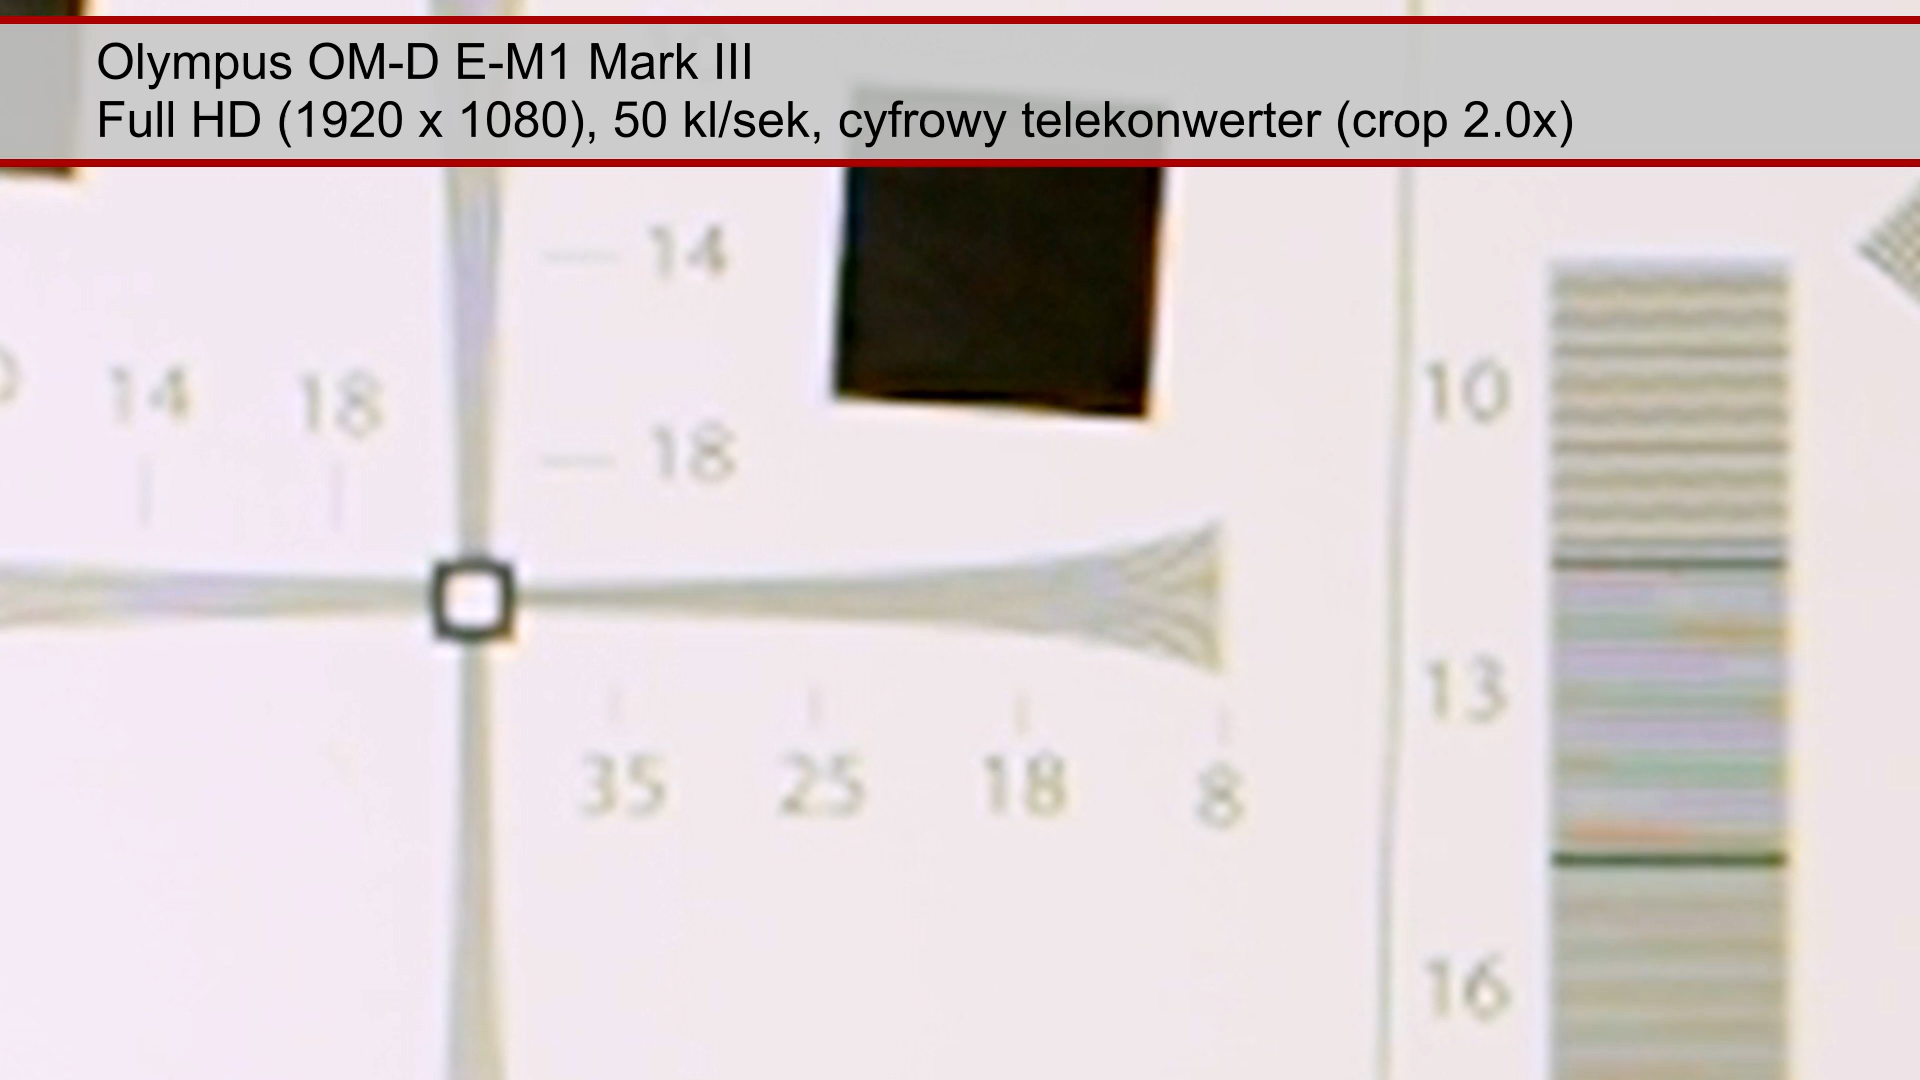 Olympus OM-D E-M1 Mark III
Full HD (1920 x 1080), 50 kl/sek, cyfrowy telekonwerter (crop 2.0x)
14
14 18
18
10
13
35 25 18 8
16